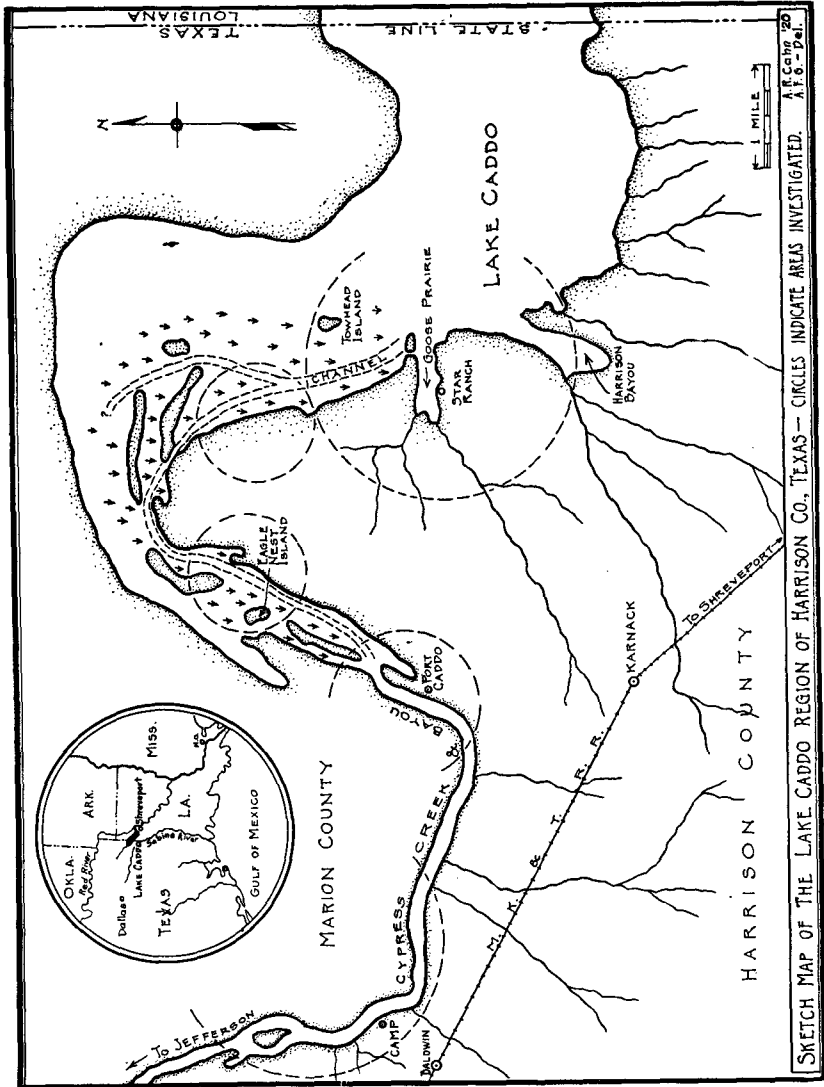 TEXAS
LOUISIANA
STATE LINE
N
1 MILE
LAKE CADDO
TOWHEAD
ISLAND
GOOSE PRAIRIE
STAR
RANCH
HARRISON
BAYOU
CHANNEL
EAGLE
NEST
ISLAND
PORT
CADDO
BAYOU
&
CREEK
CYPRESS
MARION COUNTY
OKLA.
ARK.
MISS.
Red River
Dallas
LAKE CADDO
Shreveport
LA.
Sabine River
TEXAS
GULF OF MEXICO
TO JEFFERSON
CAMP
BALDWIN
M. K. & T. R. R.
KARNACK
TO SHREVEPORT
HARRISON COUNTY
SKETCH MAP OF THE LAKE CADDO REGION OF HARRISON CO., TEXAS— CIRCLES INDICATE AREAS INVESTIGATED.
A.R. Cahn '20
A.F.G.-Del.